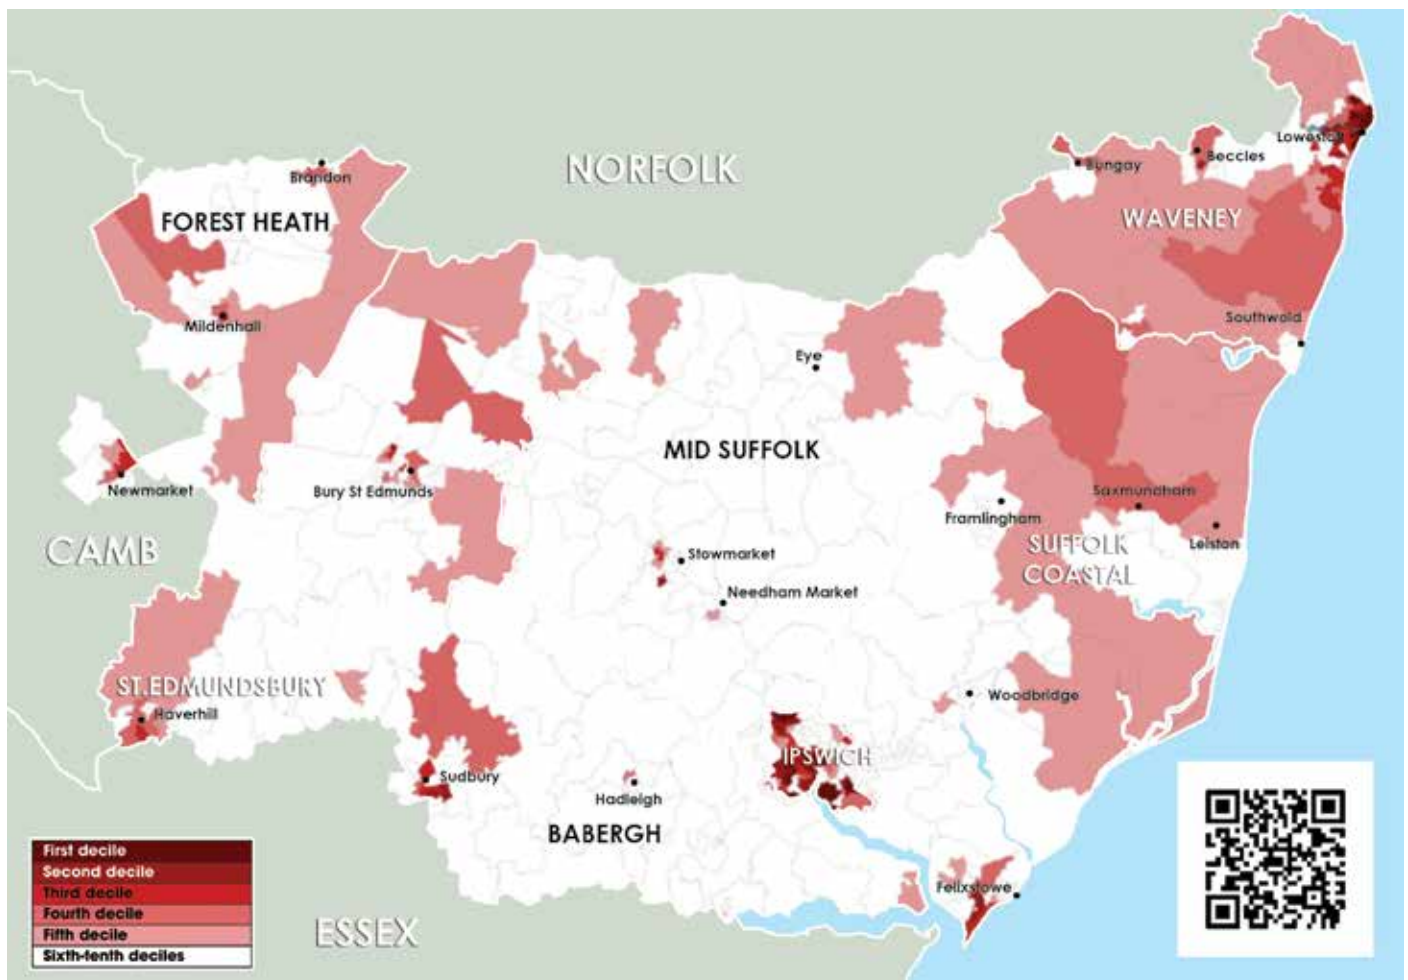 NORFOLK
Lowestoft
Bungay
Beccles
Brandon
FOREST HEATH
WAVENEY
Mildenhall
Southwold
Eye
MID SUFFOLK
Newmarket
Bury St Edmunds
Saxmundham
Framlingham
CAMB
SUFFOLK
COASTAL
Leiston
Stowmarket
Needham Market
ST.EDMUNDSBURY
Haverhill
Woodbridge
IPSWICH
Sudbury
Hadleigh
BABERGH
Felixstowe
ESSEX
First decile
Second decile
Third decile
Fourth decile
Fifth decile
Sixth-tenth deciles